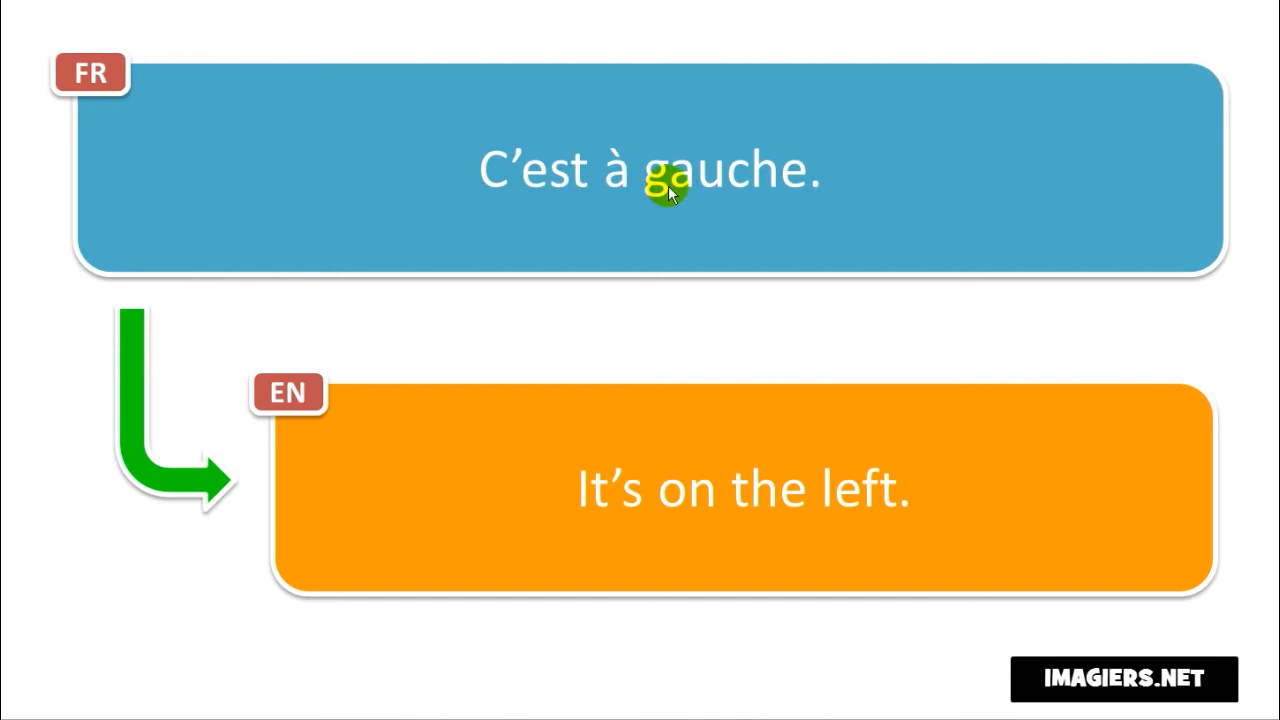 FR
C’est à gauche.
EN
It’s on the left.
IMAGIERS.NET